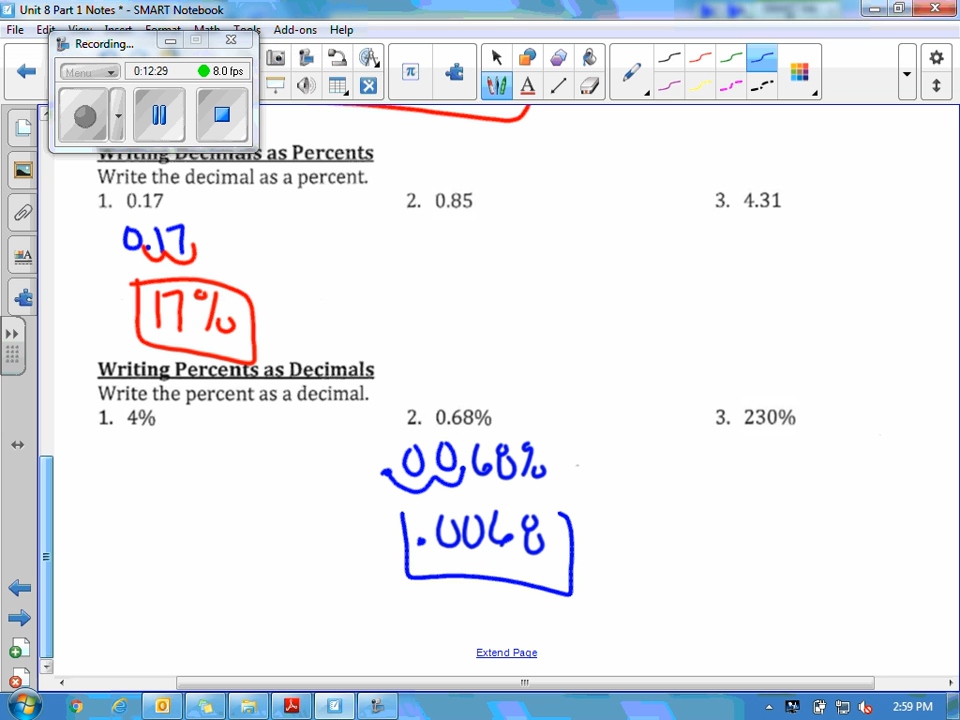 Unit 8 Part 1 Notes * - SMART Notebook
File Edit View Insert Format Math Tools Add-ons Help
Recording...
Menu 0:12:29 8.0 fps
Writing Decimals as Percents
Write the decimal as a percent.
1. 0.17 2. 0.85 3. 4.31
0.17
17%
Writing Percents as Decimals
Write the percent as a decimal.
1. 4% 2. 0.68% 3. 230%
.00.68%
.0068
Extend Page
2:59 PM